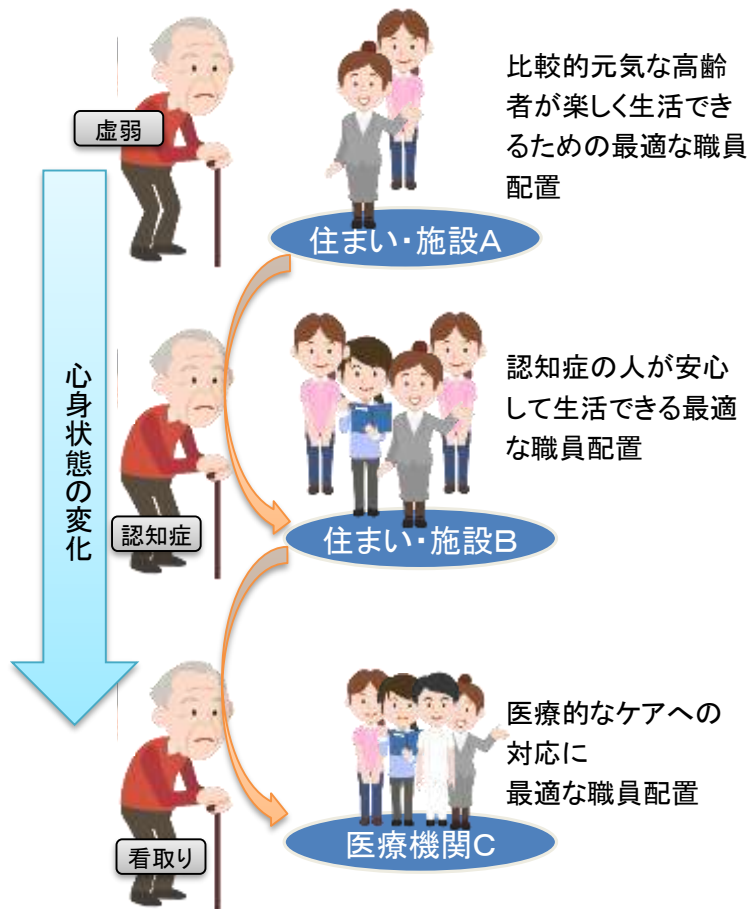 虚弱
比較的元気な高齢
者が楽しく生活でき
るための最適な職員
配置
住まい・施設A
心身状態の変化
認知症の人が安心
して生活できる最適
な職員配置
認知症
住まい・施設B
医療的なケアへの
対応に
最適な職員配置
看取り
医療機関C